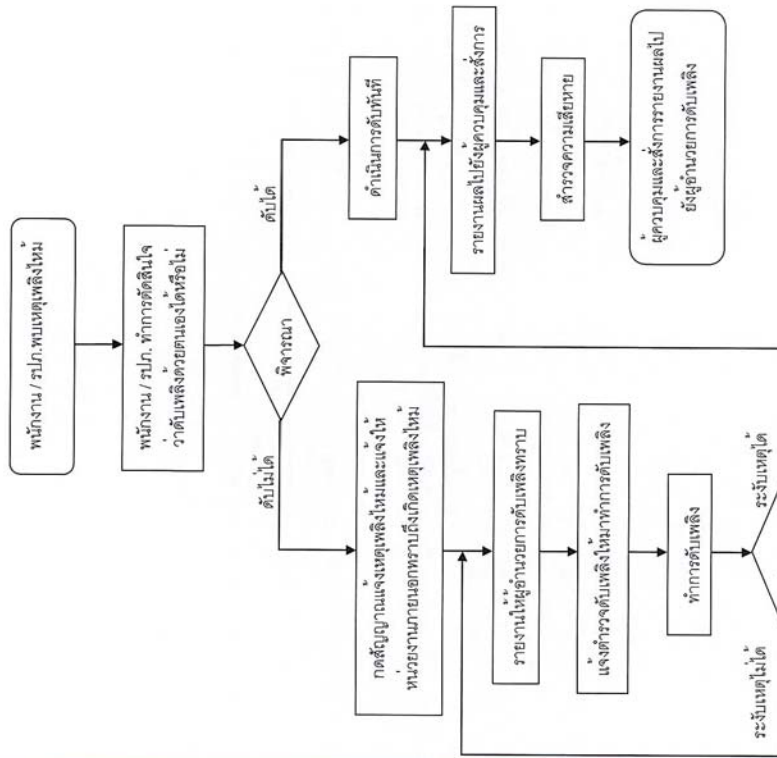 พนักงาน / รปภ.พบเหตุเพลิงไหม้
พนักงาน / รปภ. ทำการตัดสินใจ
ว่าดับเพลิงด้วยตนเองได้หรือไม่
พิจารณา
ดับไม่ได้
ดับได้
กดสัญญาณแจ้งเหตุเพลิงไหม้และแจ้งให้
หน่วยงานภายนอกทราบถึงเกิดเหตุเพลิงไหม้
รายงานให้ผู้อำนวยการดับเพลิงทราบ
แจ้งตำรวจดับเพลิงให้มาทำการดับเพลิง
ทำการดับเพลิง
ระงับเหตุไม่ได้
ระงับเหตุได้
ดำเนินการดับทันที
รายงานผลไปยังผู้ควบคุมและสั่งการ
สำรวจความเสียหาย
ผู้ควบคุมและสั่งการรายงานผลไป
ยังผู้อำนวยการดับเพลิง